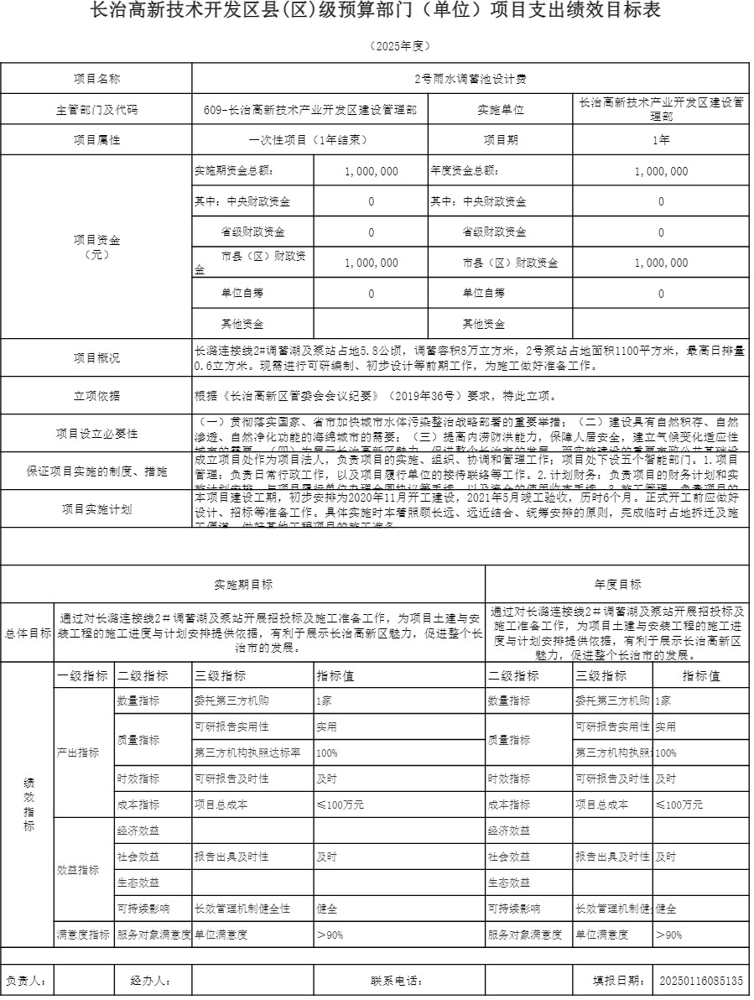 长治高新技术开发区县(区)级预算部门（单位）项目支出绩效目标表
（2025年度）
项目名称 2号雨水调蓄池设计费
主管部门及代码 609-长治高新技术产业开发区建设管理部 实施单位 长治高新技术产业开发区建设管
理部
项目属性 一次性项目（1年结束） 项目期 1年
项目资金
（元）
实施期资金总额: 1,000,000 年度资金总额: 1,000,000
其中: 中央财政资金 0 其中: 中央财政资金 0
省级财政资金 0 省级财政资金 0
市县（区）财政资
金 1,000,000 市县（区）财政资金 1,000,000
单位自筹 0 单位自筹 0
其他资金 其他资金
项目概况 长潞连接线2#调蓄湖及泵站占地5.8公顷，调蓄容积8万立方米，2号泵站占地面积1100平方米，最高日排量
0.6立方米。现需进行可研编制、初步设计等前期工作，为施工做好准备工作。
立项依据 根据《长治高新区管委会会议纪要》（2019年36号）要求，特此立项。
项目设立必要性 （一）贯彻落实国家、省市加快城市水体污染整治战略部署的重要举措；（二）建设具有自然积存、自然
渗透、自然净化功能的海绵城市的需要；（三）提高内涝防洪能力，保障人居安全，建立气候变化适应性
城市的需要。（四）为展示长治高新区魅力，促进整个长治市的发展，而实施建设的重要市政公共基础设
保证项目实施的制度、措施 成立项目处作为项目法人，负责项目的实施、组织、协调和管理工作；项目处下设五个智能部门。1.项目
管理：负责日常行政工作，以及项目履行单位的接待联络等工作。2.计划财务：负责项目的财务计划和实
施计划安排，与项目履行单位办理合同协议等手续，以及资金的使用收支手续。3.施工管理：负责项目的
项目实施计划 本项目建设工期，初步安排为2020年11月开工建设，2021年5月竣工验收，历时6个月。正式开工前应做好
设计、招标等准备工作。具体实施时本着照顾长远、远近结合、统筹安排的原则，完成临时占地拆迁及施
工便道，做好其他工程项目的施工准备。
实施期目标 年度目标
总体目标 通过对长潞连接线2＃调蓄湖及泵站开展招投标及施工准备工作，为项目土建与安
装工程的施工进度与计划安排提供依据，有利于展示长治高新区魅力，促进整个长
治市的发展。
通过对长潞连接线2＃调蓄湖及泵站开展招投标及
施工准备工作，为项目土建与安装工程的施工进
度与计划安排提供依据，有利于展示长治高新区
魅力，促进整个长治市的发展。
绩效指标
一级指标 二级指标 三级指标 指标值 二级指标 三级指标 指标值
产出指标
数量指标 委托第三方机购 1家 数量指标 委托第三方机购 1家
质量指标 可研报告实用性 实用 质量指标 可研报告实用性 实用
第三方机构执照达标率 100% 第三方机构执照 100%
时效指标 可研报告及时性 及时 时效指标 可研报告及时性 及时
成本指标 项目总成本 ≤100万元 成本指标 项目总成本 ≤100万元
效益指标
经济效益 经济效益
社会效益 报告出具及时性 及时 社会效益 报告出具及时性 及时
生态效益 生态效益
可持续影响 长效管理机制健全性 健全 可持续影响 长效管理机制健 健全
满意度指标 服务对象满意度 单位满意度 ＞90% 服务对象满意度 单位满意度 ＞90%
负责人: 经办人: 联系电话: 填报日期: 20250116085135